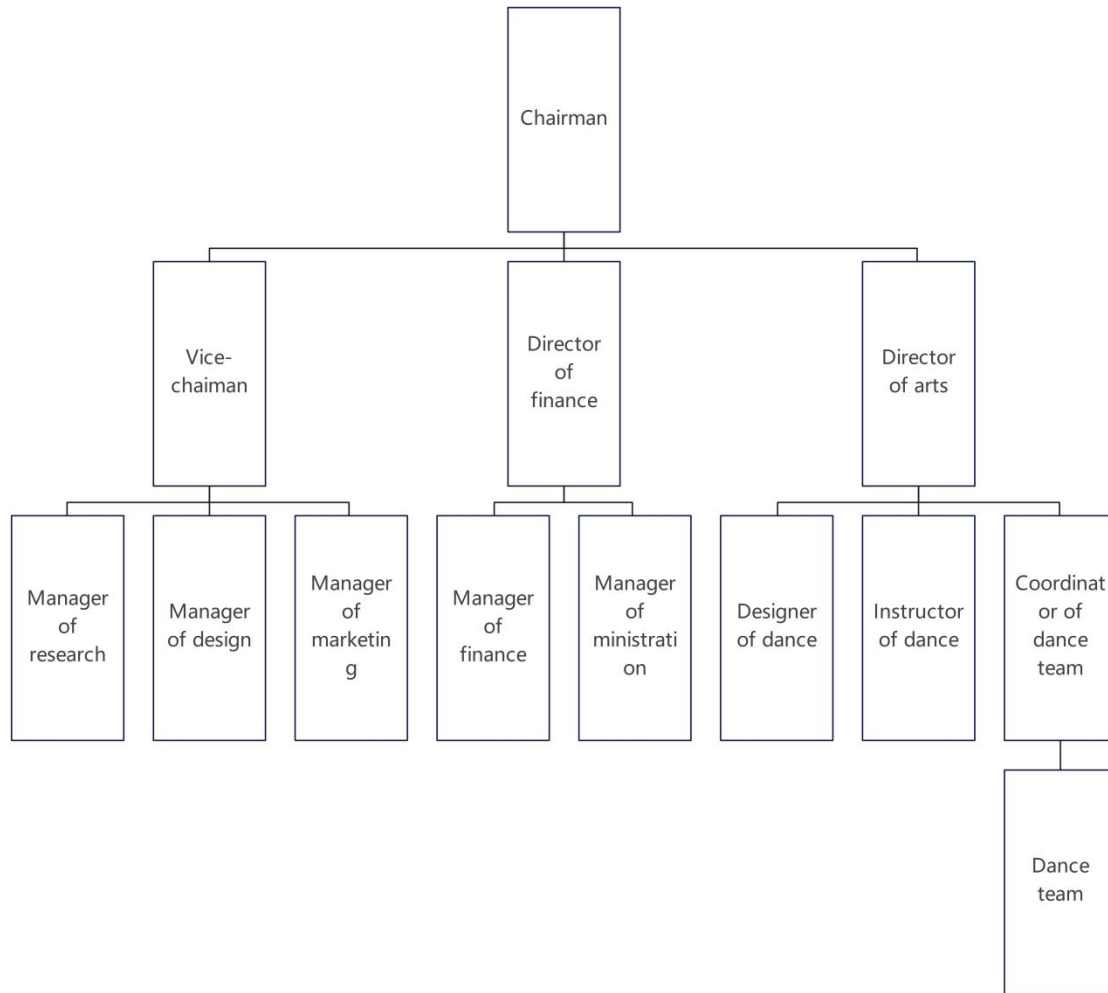 Chairman
Vice-
chaiman
Director
of
finance
Director
of arts
Manager
of
research
Manager
of design
Manager
of
marketin
g
Manager
of
finance
Manager
of
ministrati
on
Designer
of dance
Instructor
of dance
Coordinat
or of
dance
team
Dance
team